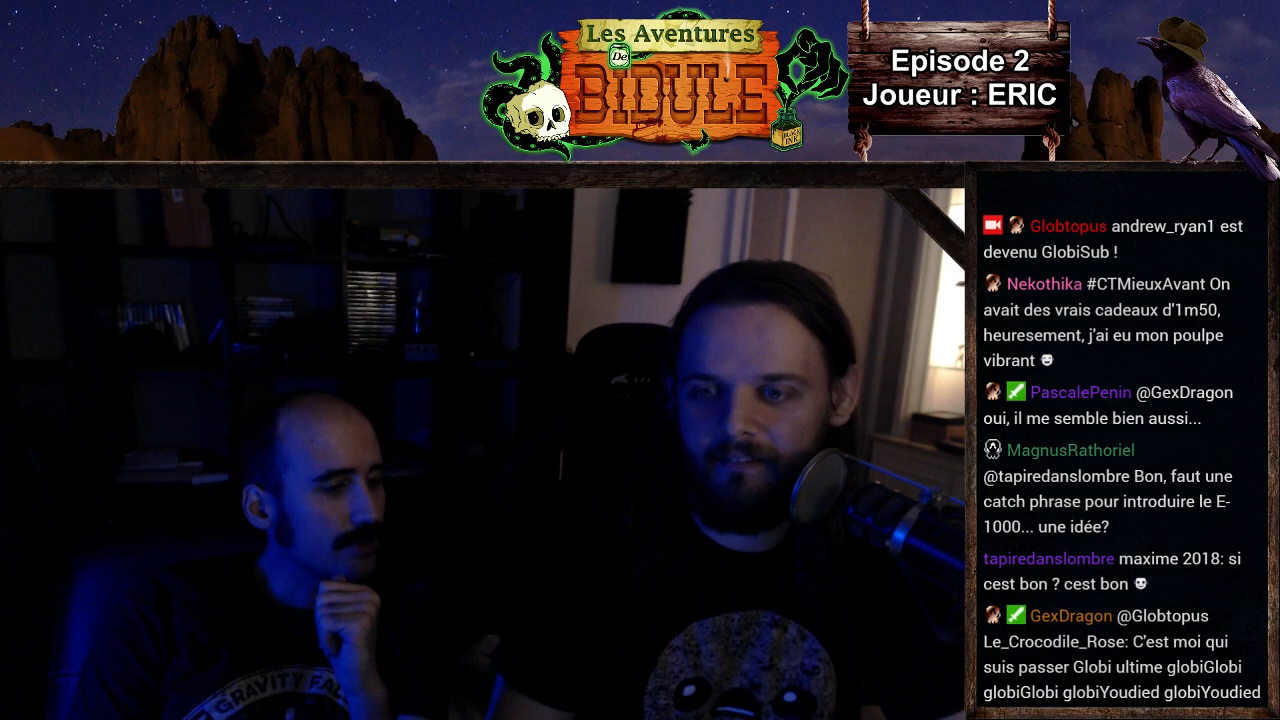 Les Aventures
De
BIDULE
BLACK
INK
Episode 2
Joueur : ERIC
Globtopus andrew_ryan1 est
devenu GlobiSub !
Nekothika #CTMieuxAvant On
avait des vrais cadeaux d'1m50,
heuresement, j'ai eu mon poulpe
vibrant
PascalePenin @GexDragon
oui, il me semble bien aussi...
MagnusRathoriel
@tapiredanslombre Bon, faut une
catch phrase pour introduire le E-
1000... une idée?
tapiredanslombre maxime 2018: si
cest bon ? cest bon
GexDragon @Globtopus
Le_Crocodile_Rose: C'est moi qui
suis passer Globi ultime globiGlobi
globiGlobi globiYoudied globiYoudied
GRAVITY FAL